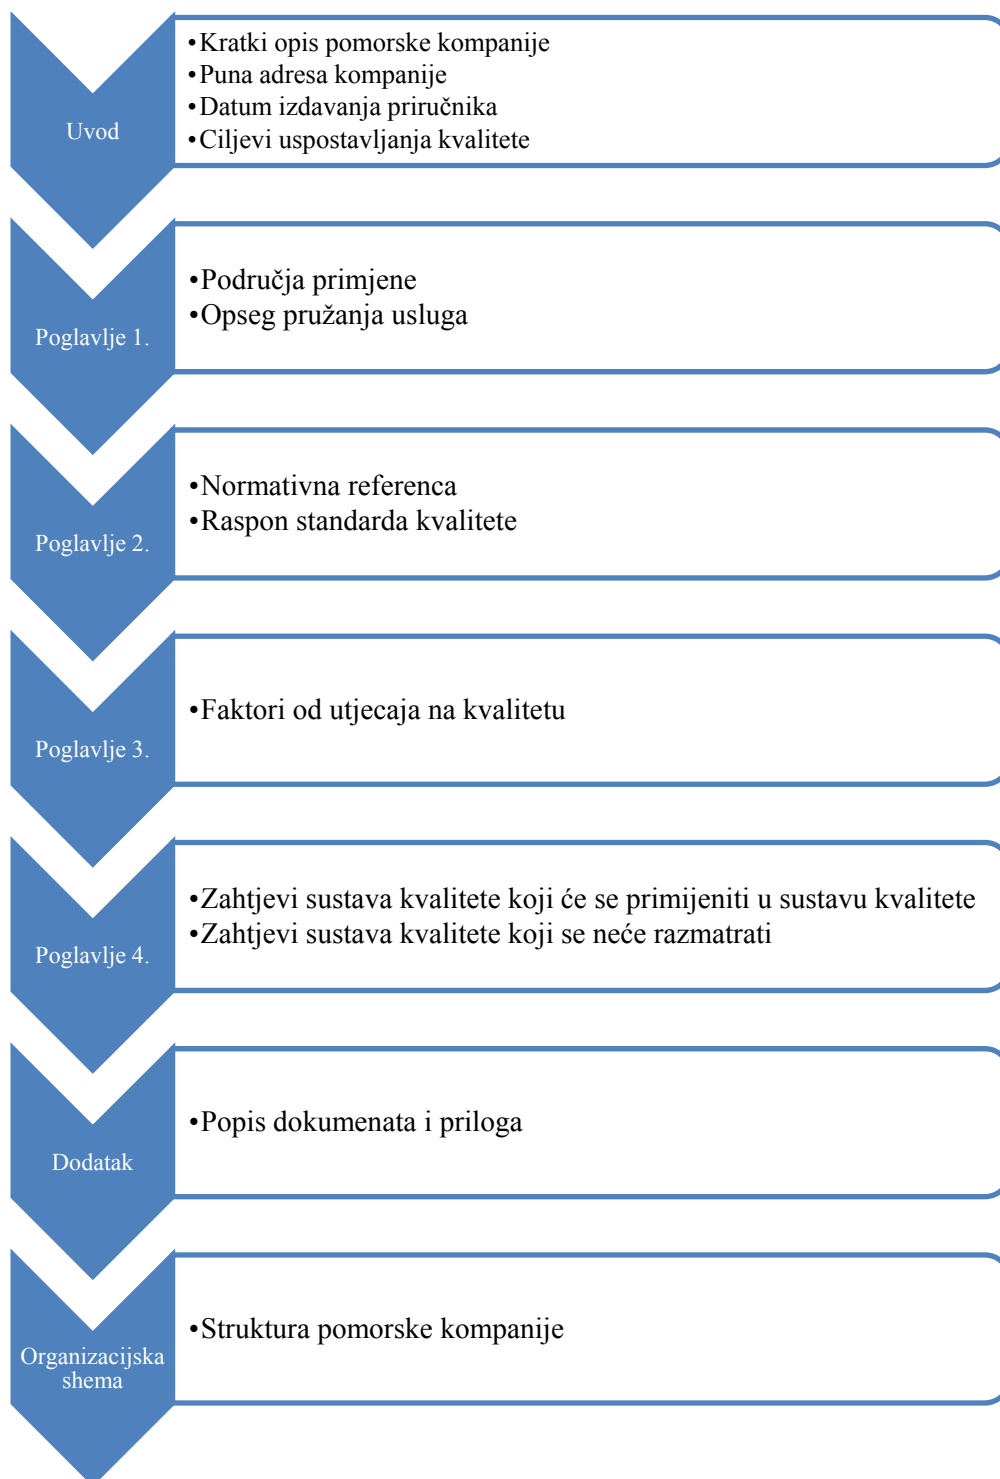 Uvod
•Kratki opis pomorske kompanije
•Puna adresa kompanije
•Datum izdavanja priručnika
•Ciljevi uspostavljanja kvalitete
Poglavlje 1.
•Područja primjene
•Opseg pružanja usluga
Poglavlje 2.
•Normativna referenca
•Raspon standarda kvalitete
Poglavlje 3.
•Faktori od utjecaja na kvalitetu
Poglavlje 4.
•Zahtjevi sustava kvalitete koji će se primijeniti u sustavu kvalitete
•Zahtjevi sustava kvalitete koji se neće razmatrati
Dodatak
•Popis dokumenata i priloga
Organizacijska
shema
•Struktura pomorske kompanije